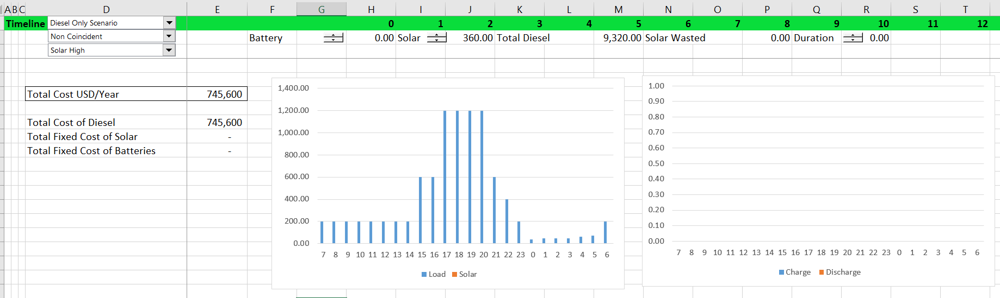 A B C D E F G H I J K L M N O P Q R S T
Timeline Diesel Only Scenario 0 1 2 3 4 5 6 7 8 9 10 11 12
Non Coincident Battery 0.00 Solar 360.00 Total Diesel 9,320.00 Solar Wasted 0.00 Duration 0.00
Solar High
Total Cost USD/Year 745,600
Total Cost of Diesel 745,600
Total Fixed Cost of Solar -
Total Fixed Cost of Batteries -
1,400.00
1,200.00
1,000.00
800.00
600.00
400.00
200.00
0.00
7 8 9 10 11 12 13 14 15 16 17 18 19 20 21 22 23 0 1 2 3 4 5 6
Load Solar
1.00
0.90
0.80
0.70
0.60
0.50
0.40
0.30
0.20
0.10
0.00
7 8 9 10 11 12 13 14 15 16 17 18 19 20 21 22 23 0 1 2 3 4 5 6
Charge Discharge